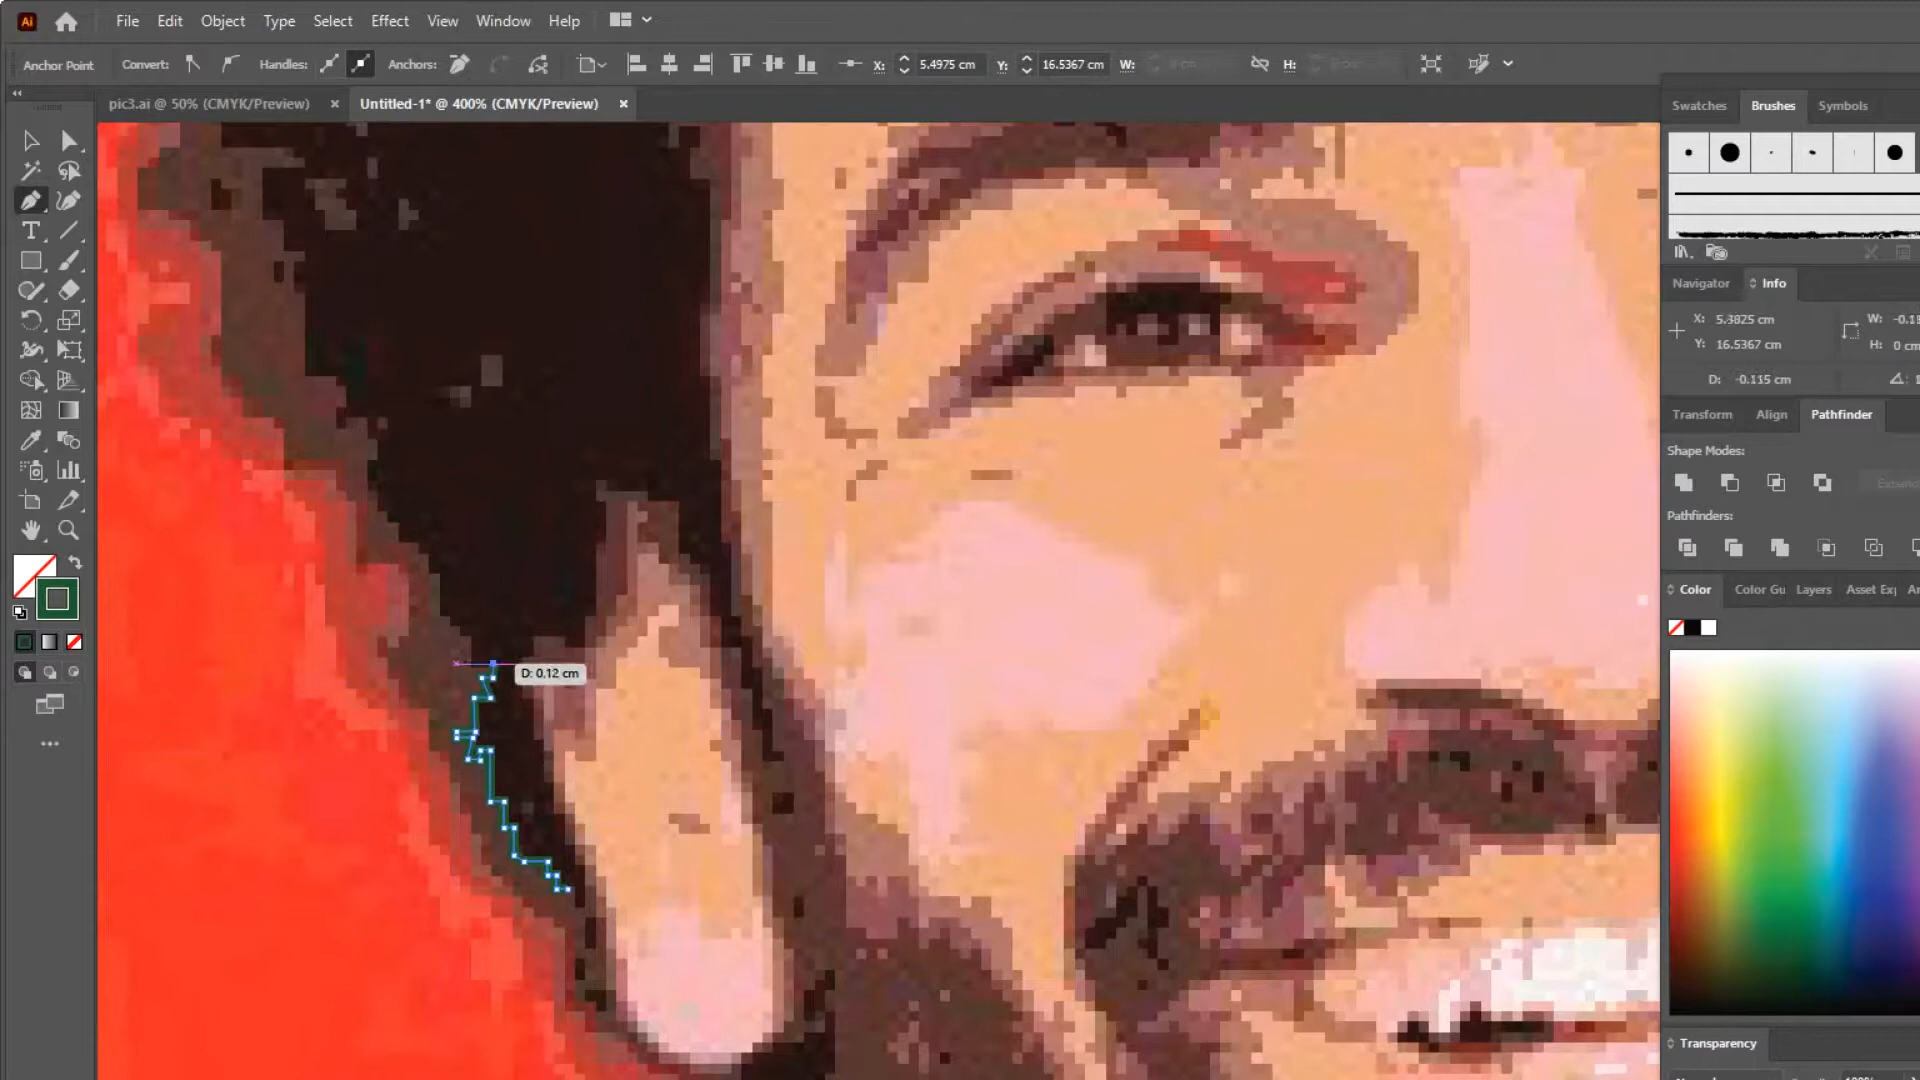 Ai File Edit Object Type Select Effect View Window Help
Anchor Point Convert: Handles: Anchors: X: 5.4975 cm Y: 16.5367 cm W: H:
pic3.ai @ 50% (CMYK/Preview) × Untitled-1* @ 400% (CMYK/Preview) ×
Swatches Brushes Symbols
Navigator Info
X: 5.3825 cm W:
Y: 16.5367 cm H: 0 cm
D: -0.115 cm
Transform Align Pathfinder
Shape Modes:
Pathfinders:
Color Color Gu Layers Asset Exp
D: 0.12 cm
Transparency